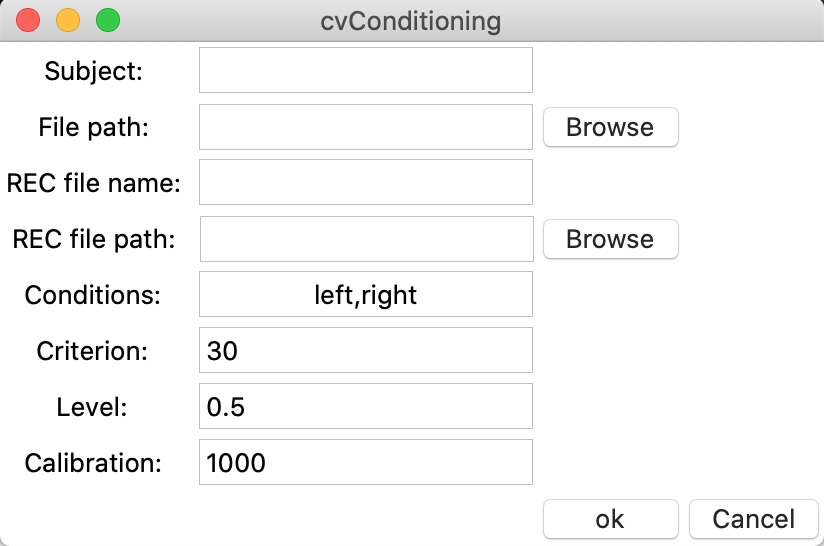 cvConditioning
Subject:
File path: Browse
REC file name:
REC file path: Browse
Conditions: left,right
Criterion: 30
Level: 0.5
Calibration: 1000
ok Cancel